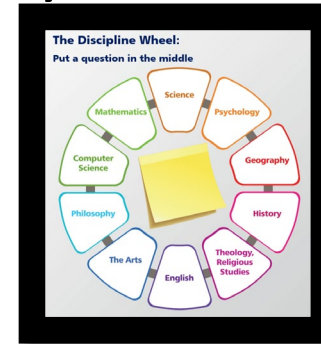 The Discipline Wheel:
Put a question in the middle
Science
Psychology
Geography
History
Theology,
Religious
Studies
English
The Arts
Philosophy
Computer
Science
Mathematics